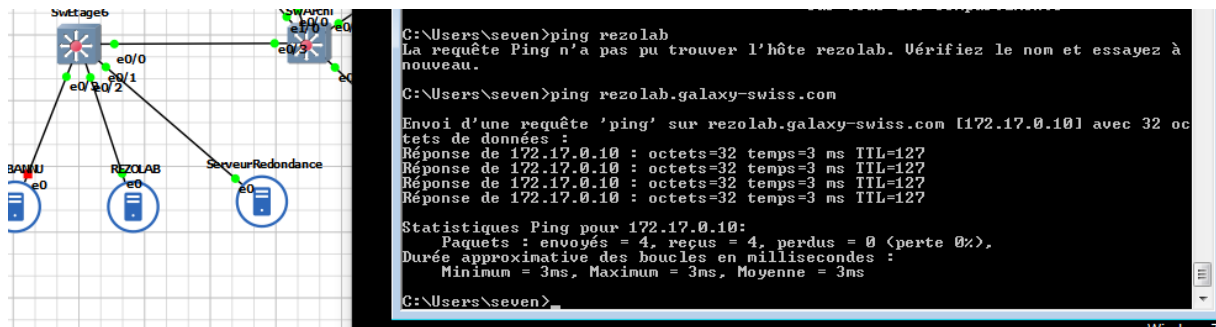 SwEtage6
SwArchi
e0/0
e0/3
e0/0
e0/1
e0/2
REZOLAB
e0
ServeurRedondance
e0
e0
C:\Users\seven>ping rezolab
La requête Ping n'a pas pu trouver l'hôte rezolab. Vérifiez le nom et essayez à
nouveau.
C:\Users\seven>ping rezolab.galaxy-swiss.com
Envoi d'une requête 'ping' sur rezolab.galaxy-swiss.com [172.17.0.10] avec 32 oc
tets de données :
Réponse de 172.17.0.10 : octets=32 temps=3 ms TTL=127
Réponse de 172.17.0.10 : octets=32 temps=3 ms TTL=127
Réponse de 172.17.0.10 : octets=32 temps=3 ms TTL=127
Réponse de 172.17.0.10 : octets=32 temps=3 ms TTL=127
Statistiques Ping pour 172.17.0.10:
Paquets : envoyés = 4, reçus = 4, perdus = 0 (perte 0%),
Durée approximative des boucles en millisecondes :
Minimum = 3ms, Maximum = 3ms, Moyenne = 3ms
C:\Users\seven>_